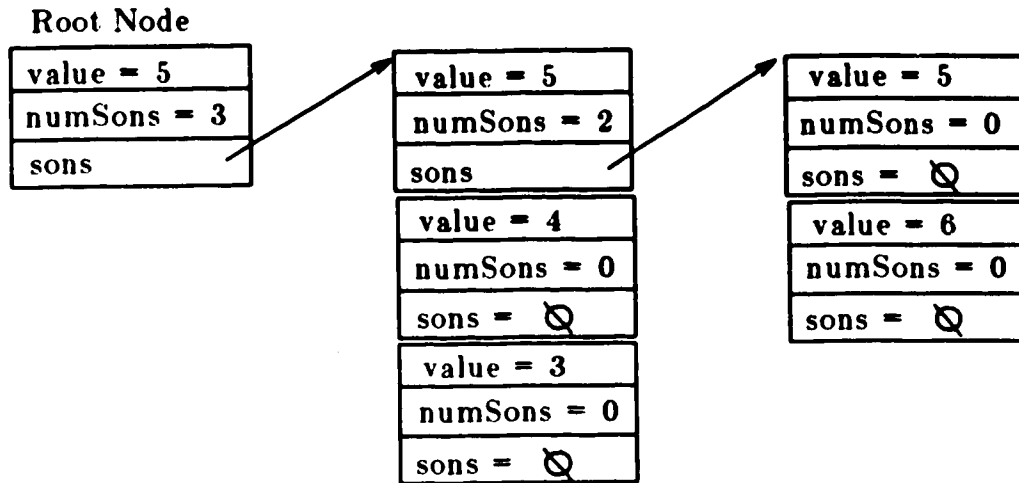 Root Node
value = 5
numSons = 3
sons
value = 5
numSons = 2
sons
value = 4
numSons = 0
sons = ∅
value = 3
numSons = 0
sons = ∅
value = 5
numSons = 0
sons = ∅
value = 6
numSons = 0
sons = ∅